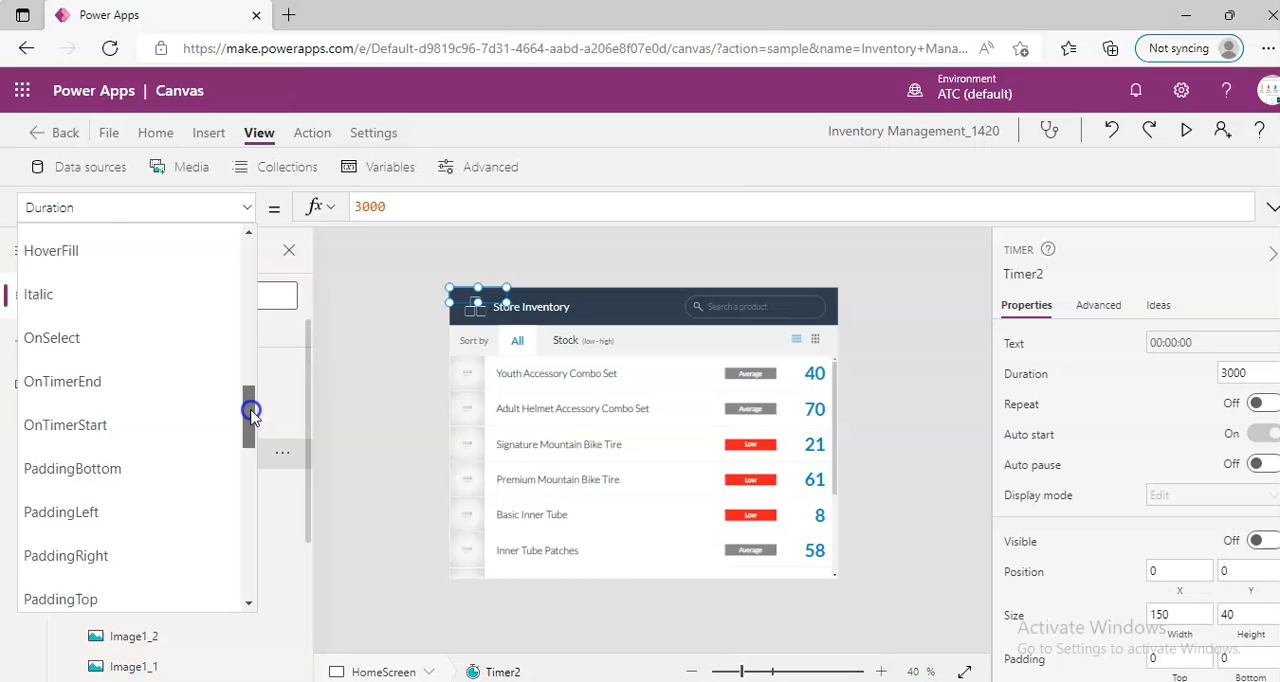 Power Apps
https://make.powerapps.com/e/Default-d9819c96-7d31-4664-aabd-a206e8f07e0d/canvas/?action=sample&name=Inventory+Mana...
Not syncing
Power Apps | Canvas
Environment
ATC (default)
Back File Home Insert View Action Settings
Inventory Management_1420
Data sources Media Collections Variables Advanced
Duration = fx 3000
HoverFill
Italic
OnSelect
OnTimerEnd
OnTimerStart
PaddingBottom
PaddingLeft
PaddingRight
PaddingTop
Image1_2
Image1_1
Store Inventory Search a product
Sort by All Stock (low - high)
Youth Accessory Combo Set Average 40
Adult Helmet Accessory Combo Set Average 70
Signature Mountain Bike Tire Low 21
Premium Mountain Bike Tire Low 61
Basic Inner Tube Low 8
Inner Tube Patches Average 58
HomeScreen Timer2
40 %
TIMER
Timer2
Properties Advanced Ideas
Text 00:00:00
Duration 3000
Repeat Off
Auto start On
Auto pause Off
Display mode Edit
Visible Off
Position 0 0
X Y
Size 150 40
Width Height
Padding 0 0
Top Bottom
Activate Windows
Go to Settings to activate Windows.